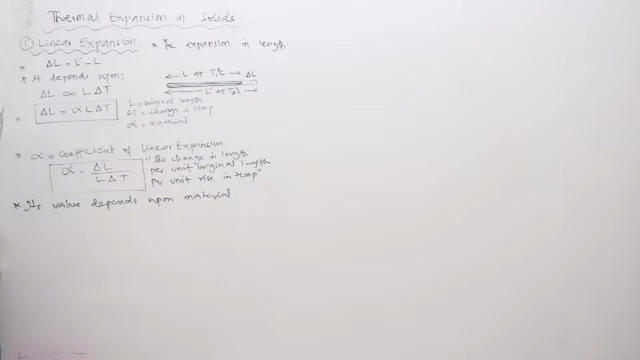 Thermal Expansion in Solids
① Linear Expansion: * The expansion in length
* ΔL = L' - L
* It depends upon:
L at T₁°C ΔL
ΔL ∝ L ΔT
L' at T₂°C
* ΔL = α L ΔT
L = original length
ΔT = change in temp
α = material
* α = coefficient of Linear Expansion
α = ΔL / L ΔT
"the change in length
per unit original length
per unit rise in temp"
* Its value depends upon material.